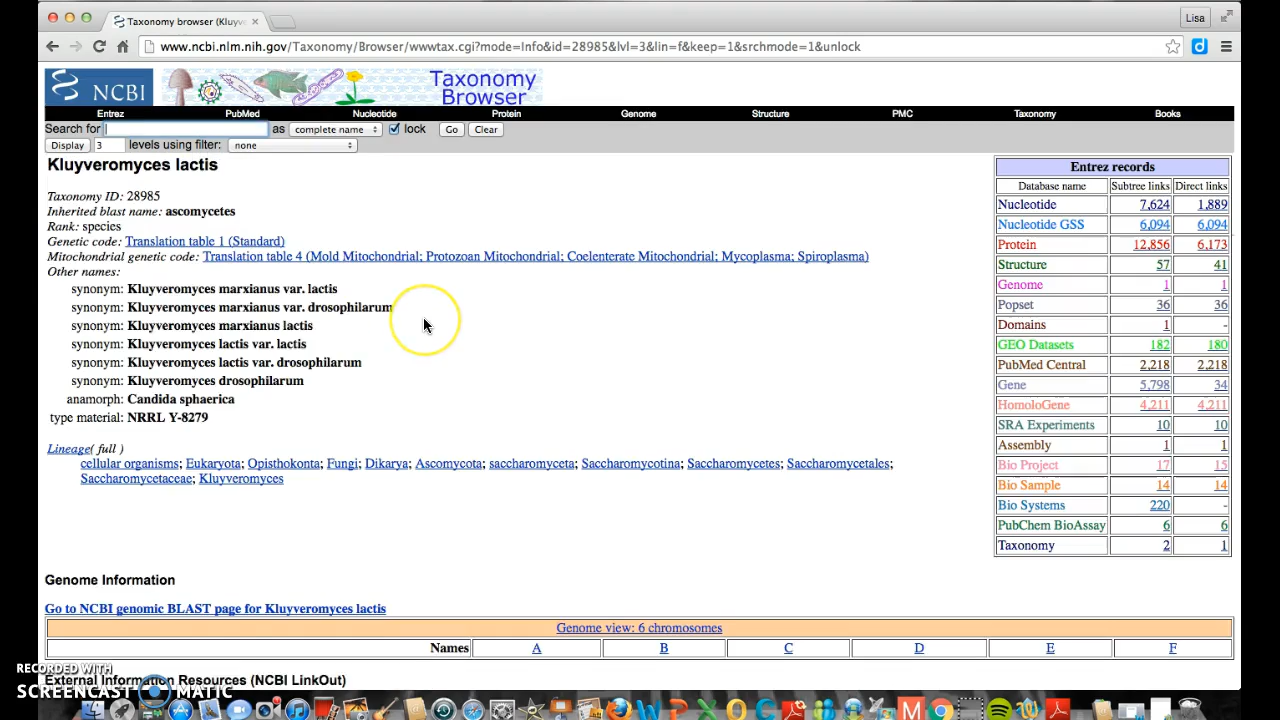 Taxonomy browser (Kluyv
Lisa
www.ncbi.nlm.nih.gov/Taxonomy/Browser/wwwtax.cgi?mode=Info&id=28985&lvl=3&lin=f&keep=1&srchmode=1&unlock
NCBI
Taxonomy
Browser
Entrez PubMed Nucleotide Protein Genome Structure PMC Taxonomy Books
Search for as complete name lock Go Clear
Display 3 levels using filter: none
Kluyveromyces lactis
Taxonomy ID: 28985
Inherited blast name: ascomycetes
Rank: species
Genetic code: Translation table 1 (Standard)
Mitochondrial genetic code: Translation table 4 (Mold Mitochondrial; Protozoan Mitochondrial; Coelenterate Mitochondrial; Mycoplasma; Spiroplasma)
Other names:
synonym: Kluyveromyces marxianus var. lactis
synonym: Kluyveromyces marxianus var. drosophilarum
synonym: Kluyveromyces marxianus lactis
synonym: Kluyveromyces lactis var. lactis
synonym: Kluyveromyces lactis var. drosophilarum
synonym: Kluyveromyces drosophilarum
anamorph: Candida sphaerica
type material: NRRL Y-8279
Lineage( full )
cellular organisms; Eukaryota; Opisthokonta; Fungi; Dikarya; Ascomycota; saccharomyceta; Saccharomycotina; Saccharomycetes; Saccharomycetales;
Saccharomycetaceae; Kluyveromyces
Entrez records
Database name Subtree links Direct links
Nucleotide 7,624 1,889
Nucleotide GSS 6,094 6,094
Protein 12,856 6,173
Structure 57 41
Genome 1 1
Popset 36 36
Domains 1 -
GEO Datasets 182 180
PubMed Central 2,218 2,218
Gene 5,798 34
HomoloGene 4,211 4,211
SRA Experiments 10 10
Assembly 1 1
Bio Project 17 15
Bio Sample 14 14
Bio Systems 220 -
PubChem BioAssay 6 6
Taxonomy 2 1
Genome Information
Go to NCBI genomic BLAST page for Kluyveromyces lactis
Genome view: 6 chromosomes
Names A B C D E F
External Information Resources (NCBI LinkOut)
RECORDED WITH
SCREENCAST MATIC